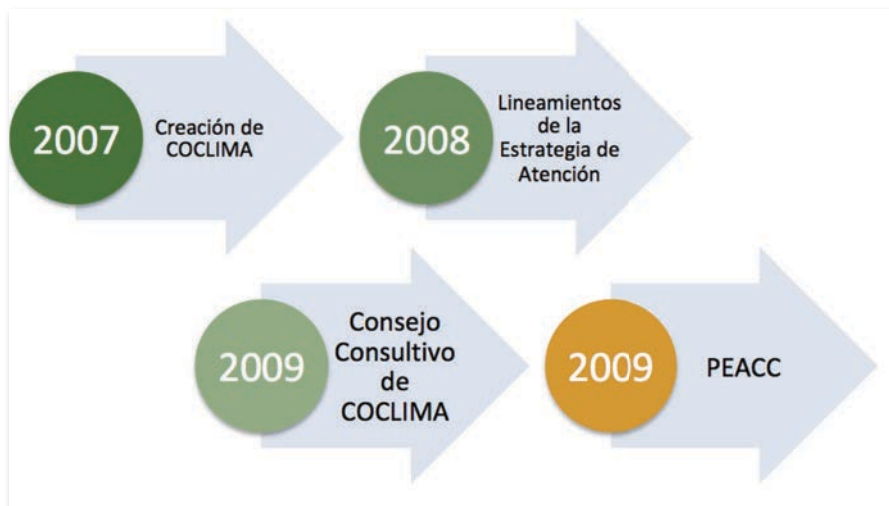 2007
Creación de
COCLIMA
2008
Lineamientos
de la
Estrategia de
Atención
2009
Consejo
Consultivo
de
COCLIMA
2009
PEACC